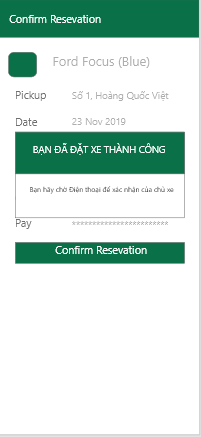 Confirm Resevation
Ford Focus (Blue)
Pickup Số 1, Hoàng Quốc Việt
Date 23 Nov 2019
BẠN ĐÃ ĐẶT XE THÀNH CÔNG
Bạn hãy chờ Điện thoại để xác nhận của chủ xe
Pay ***********************
Confirm Resevation